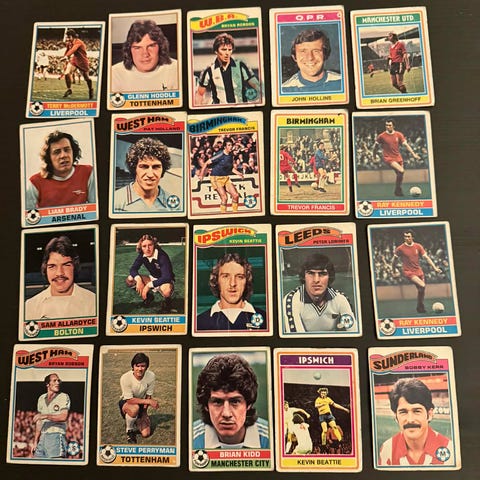 TERRY McDERMOTT
LIVERPOOL
GLENN HODDLE
TOTTENHAM
W.B.A.
BRYAN ROBSON
Q.P.R.
JOHN HOLLINS
MANCHESTER UTD.
BRIAN GREENHOFF
LIAM BRADY
ARSENAL
WEST HAM
PAT HOLLAND
BIRMINGHAM
TREVOR FRANCIS
BIRMINGHAM
TREVOR FRANCIS
RAY KENNEDY
LIVERPOOL
SAM ALLARDYCE
BOLTON
KEVIN BEATTIE
IPSWICH
IPSWICH
KEVIN BEATTIE
LEEDS
PETER LORIMER
RAY KENNEDY
LIVERPOOL
WEST HAM
BRYAN ROBSON
STEVE PERRYMAN
TOTTENHAM
BRIAN KIDD
MANCHESTER CITY
IPSWICH
KEVIN BEATTIE
SUNDERLAND
BOBBY KERR